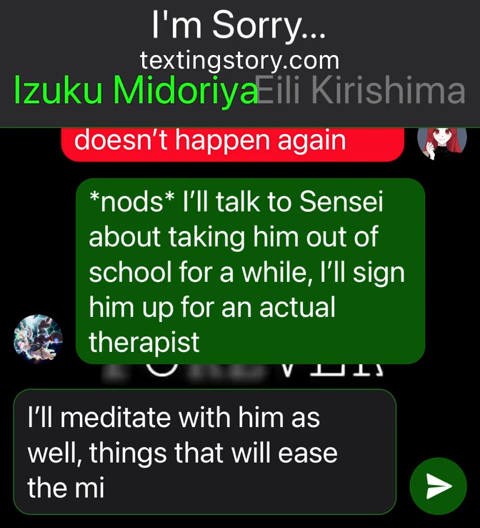 I'm Sorry...
textingstory.com
Izuku Midoriya Eili Kirishima
doesn’t happen again
*nods* I’ll talk to Sensei
about taking him out of
school for a while, I’ll sign
him up for an actual
therapist
I’ll meditate with him as
well, things that will ease
the mi